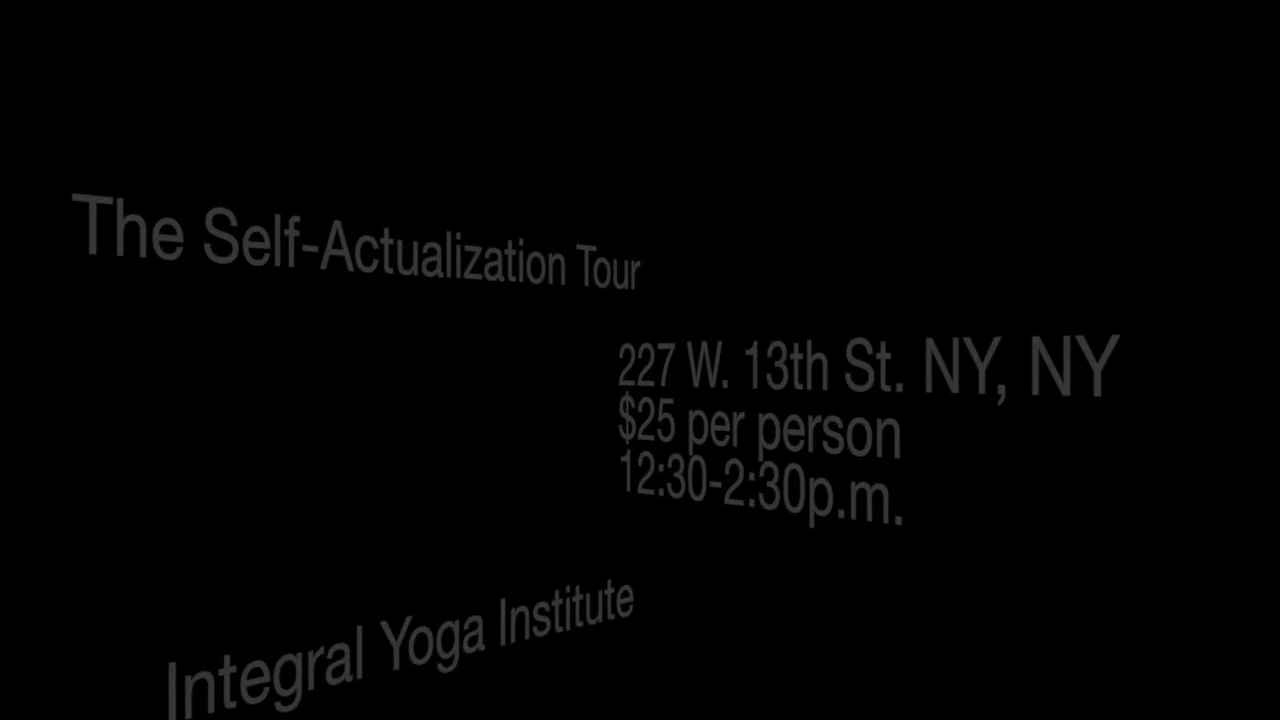 The Self-Actualization Tour
227 W. 13th St. NY, NY
$25 per person
12:30-2:30p.m.
Integral Yoga Institute